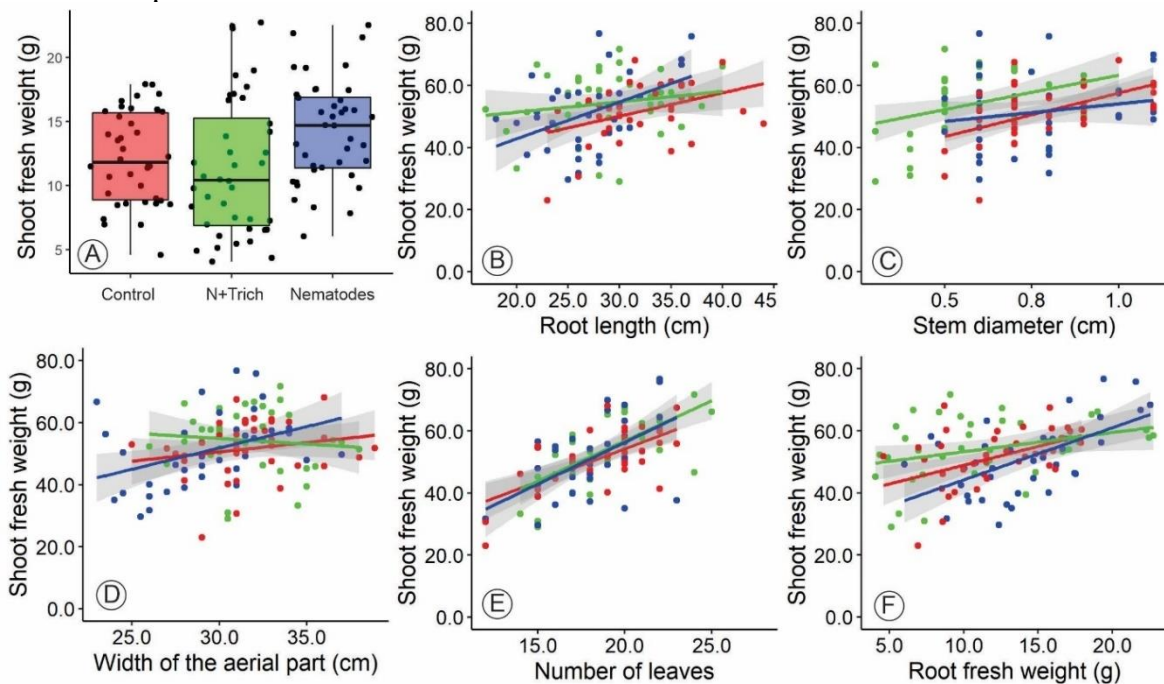 Shoot fresh weight (g)
20
15
10
5
A
Control
N+Trich
Nematodes
Shoot fresh weight (g)
80.0
60.0
40.0
20.0
0.0
B
20.0
25.0
30.0
35.0
40.0
45
Root length (cm)
Shoot fresh weight (g)
80.0
60.0
40.0
20.0
0.0
C
0.5
0.8
1.0
Stem diameter (cm)
Shoot fresh weight (g)
80.0
60.0
40.0
20.0
0.0
D
25.0
30.0
35.0
Width of the aerial part (cm)
Shoot fresh weight (g)
80.0
60.0
40.0
20.0
0.0
E
15.0
20.0
25.0
Number of leaves
Shoot fresh weight (g)
80.0
60.0
40.0
20.0
0.0
F
5.0
10.0
15.0
20.0
Root fresh weight (g)